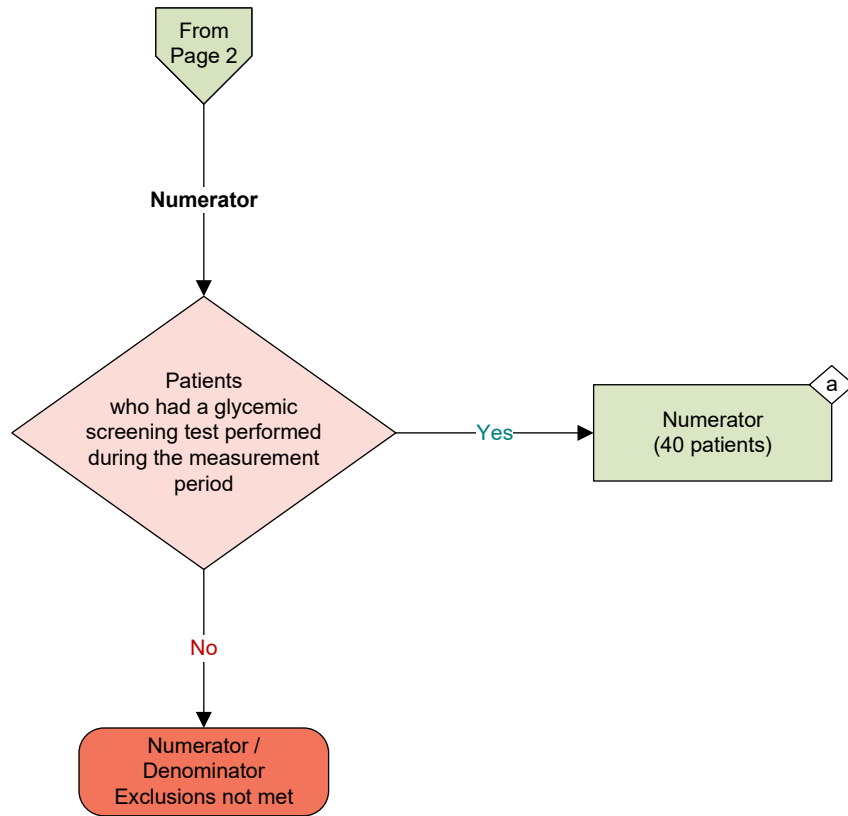 From
Page 2
Numerator
Patients
who had a glycemic
screening test performed
during the measurement
period
Yes
a
Numerator
(40 patients)
No
Numerator /
Denominator
Exclusions not met